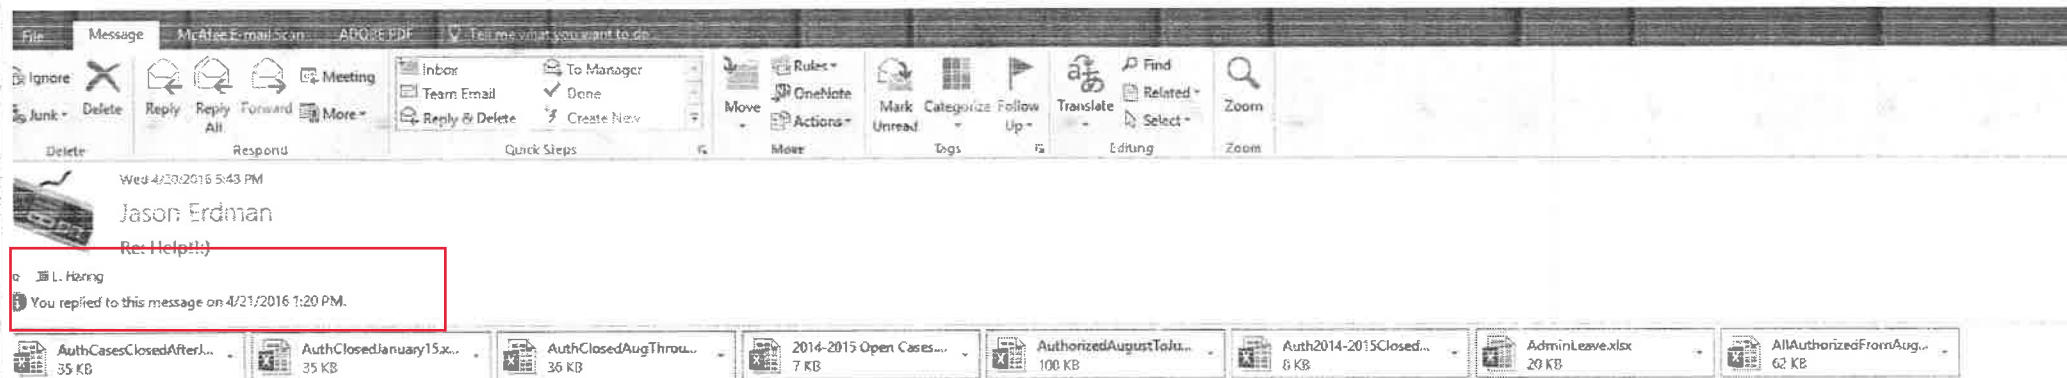 File Message McAfee E-mail Scan ADOBE PDF Tell me what you want to do...
Ignore
Junk
Delete
Reply
Reply All
Forward
Meeting
More
Inbox
Team Email
Reply & Delete
To Manager
Done
Create New
Move
Rules
OneNote
Actions
Mark Unread
Categorize
Follow Up
Translate
Find
Related
Select
Zoom
Delete Respond Quick Steps Move Tags Editing Zoom
Wed 4/20/2016 5:43 PM
Jason Erdman
Re: Help!!:)
L. Haring
You replied to this message on 4/21/2016 1:20 PM.
AuthCasesClosedAfterJ...
35 KB
AuthClosedJanuary15.x...
35 KB
AuthClosedAugThrou...
36 KB
2014-2015 Open Cases....
7 KB
AuthorizedAugustToJu...
100 KB
Auth2014-2015Closed...
8 KB
AdminLeave.xlsx
20 KB
AllAuthorizedFromAug...
62 KB